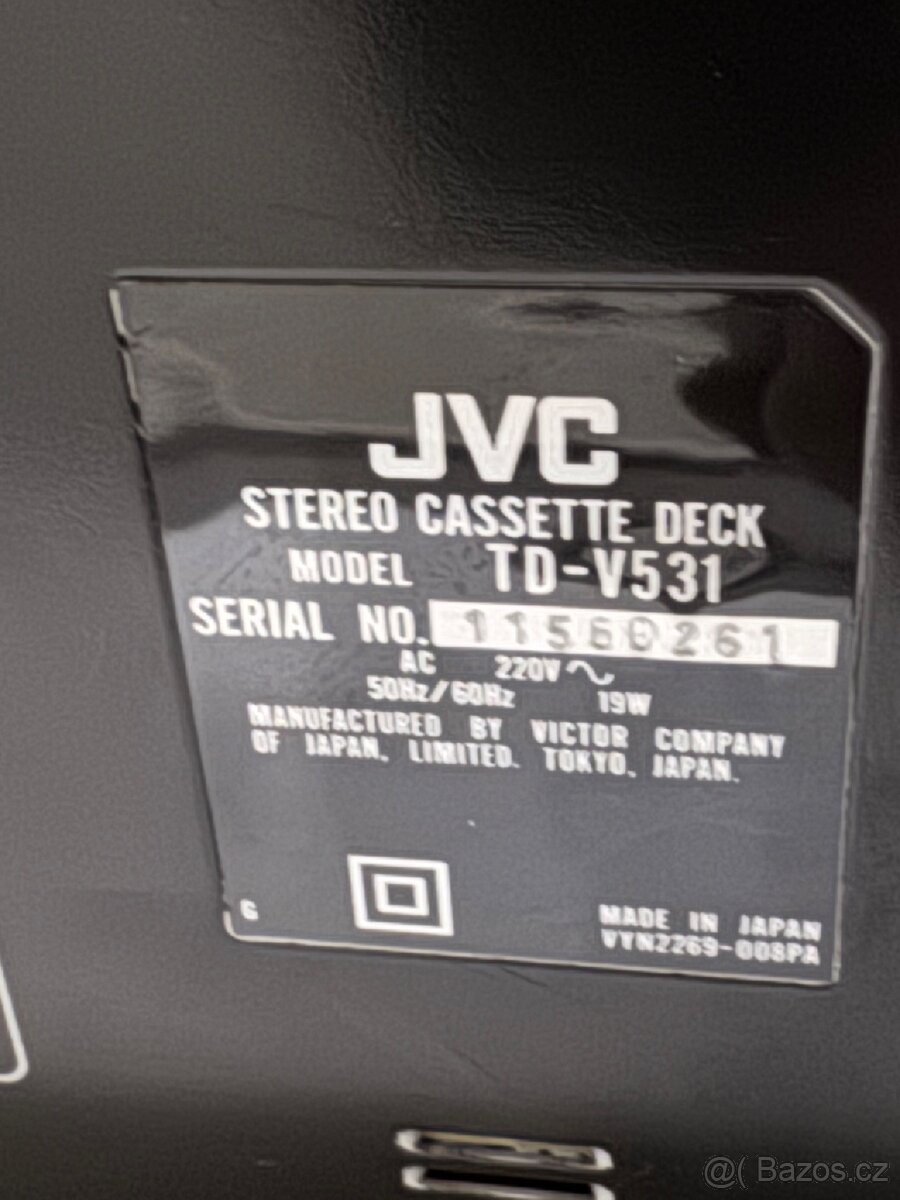 JVC
STEREO CASSETTE DECK
MODEL TD-V531
SERIAL NO.
AC 220V~
50Hz/60Hz 19W
MANUFACTURED BY VICTOR COMPANY
OF JAPAN, LIMITED. TOKYO, JAPAN.
G
MADE IN JAPAN
VYN2269-008PA
@( Bazos.cz